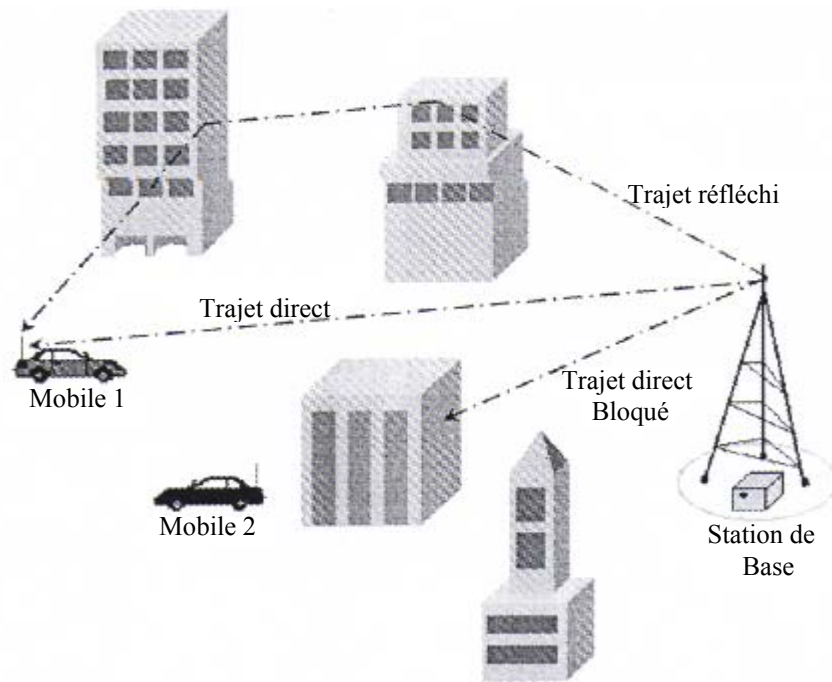 Trajet réfléchi
Trajet direct
Trajet direct
Bloqué
Mobile 1
Mobile 2
Station de
Base